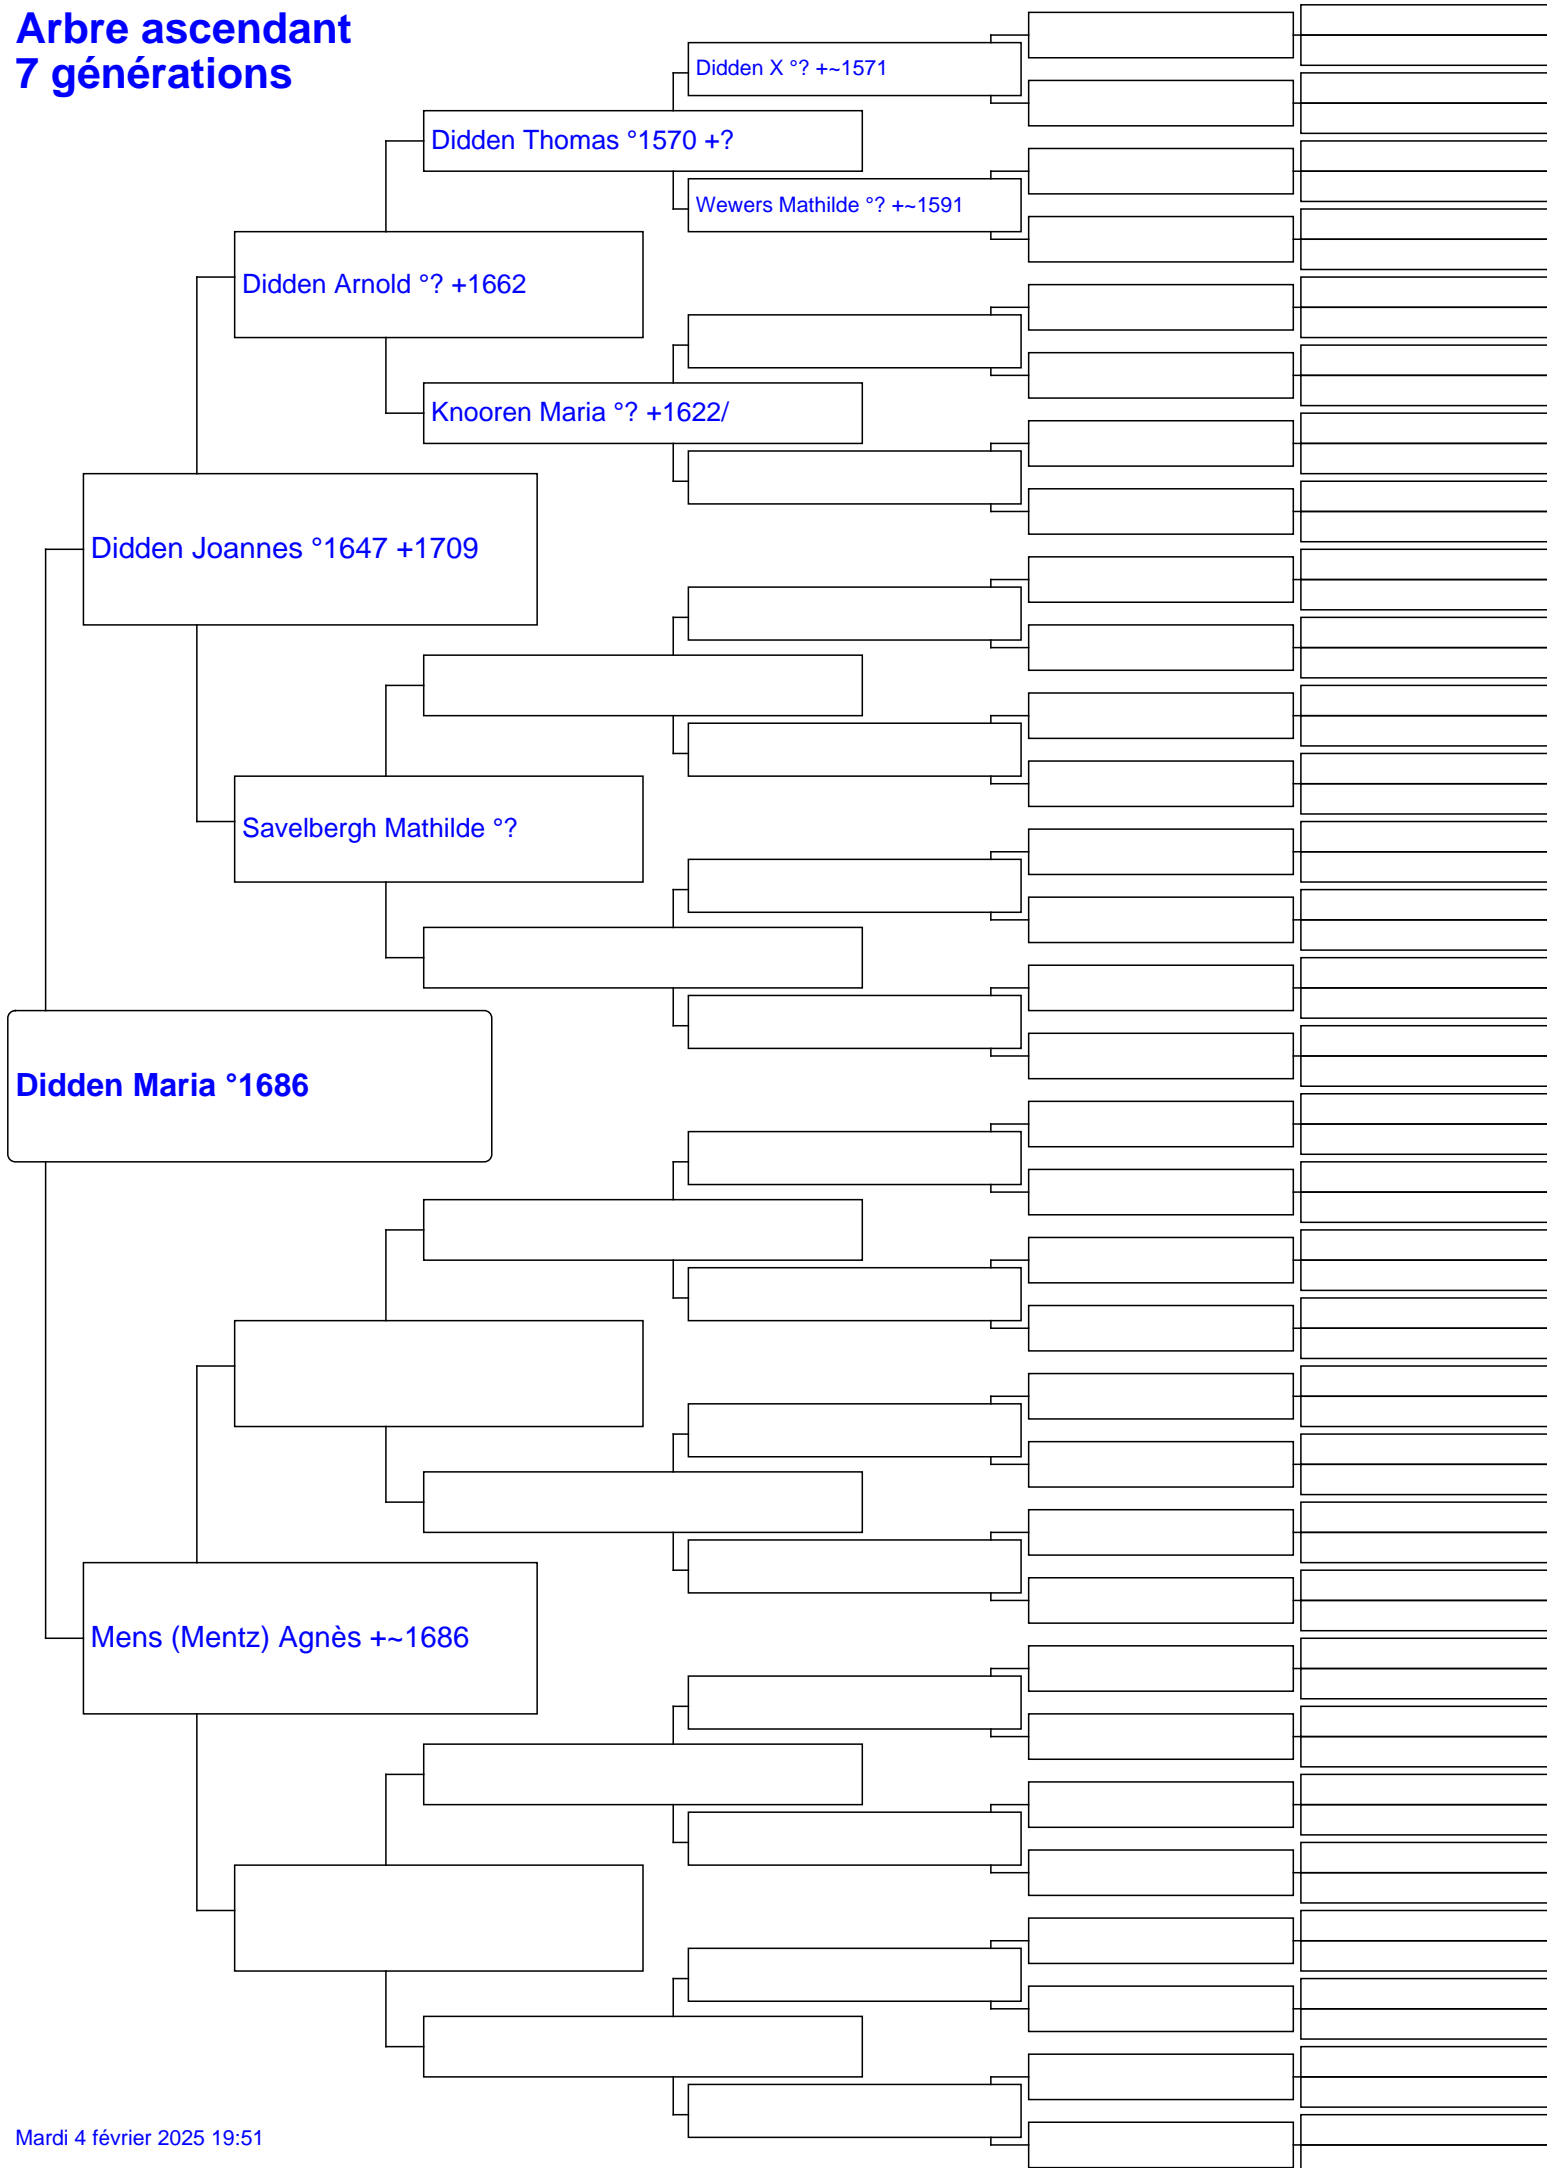 Arbre ascendant
7 générations
Didden X °? +~1571
Didden Thomas °1570 +?
Wewers Mathilde °? +~1591
Didden Arnold °? +1662
Knooren Maria °? +1622/
Didden Joannes °1647 +1709
Savelbergh Mathilde °?
Didden Maria °1686
Mens (Mentz) Agnès +~1686
Mardi 4 février 2025 19:51